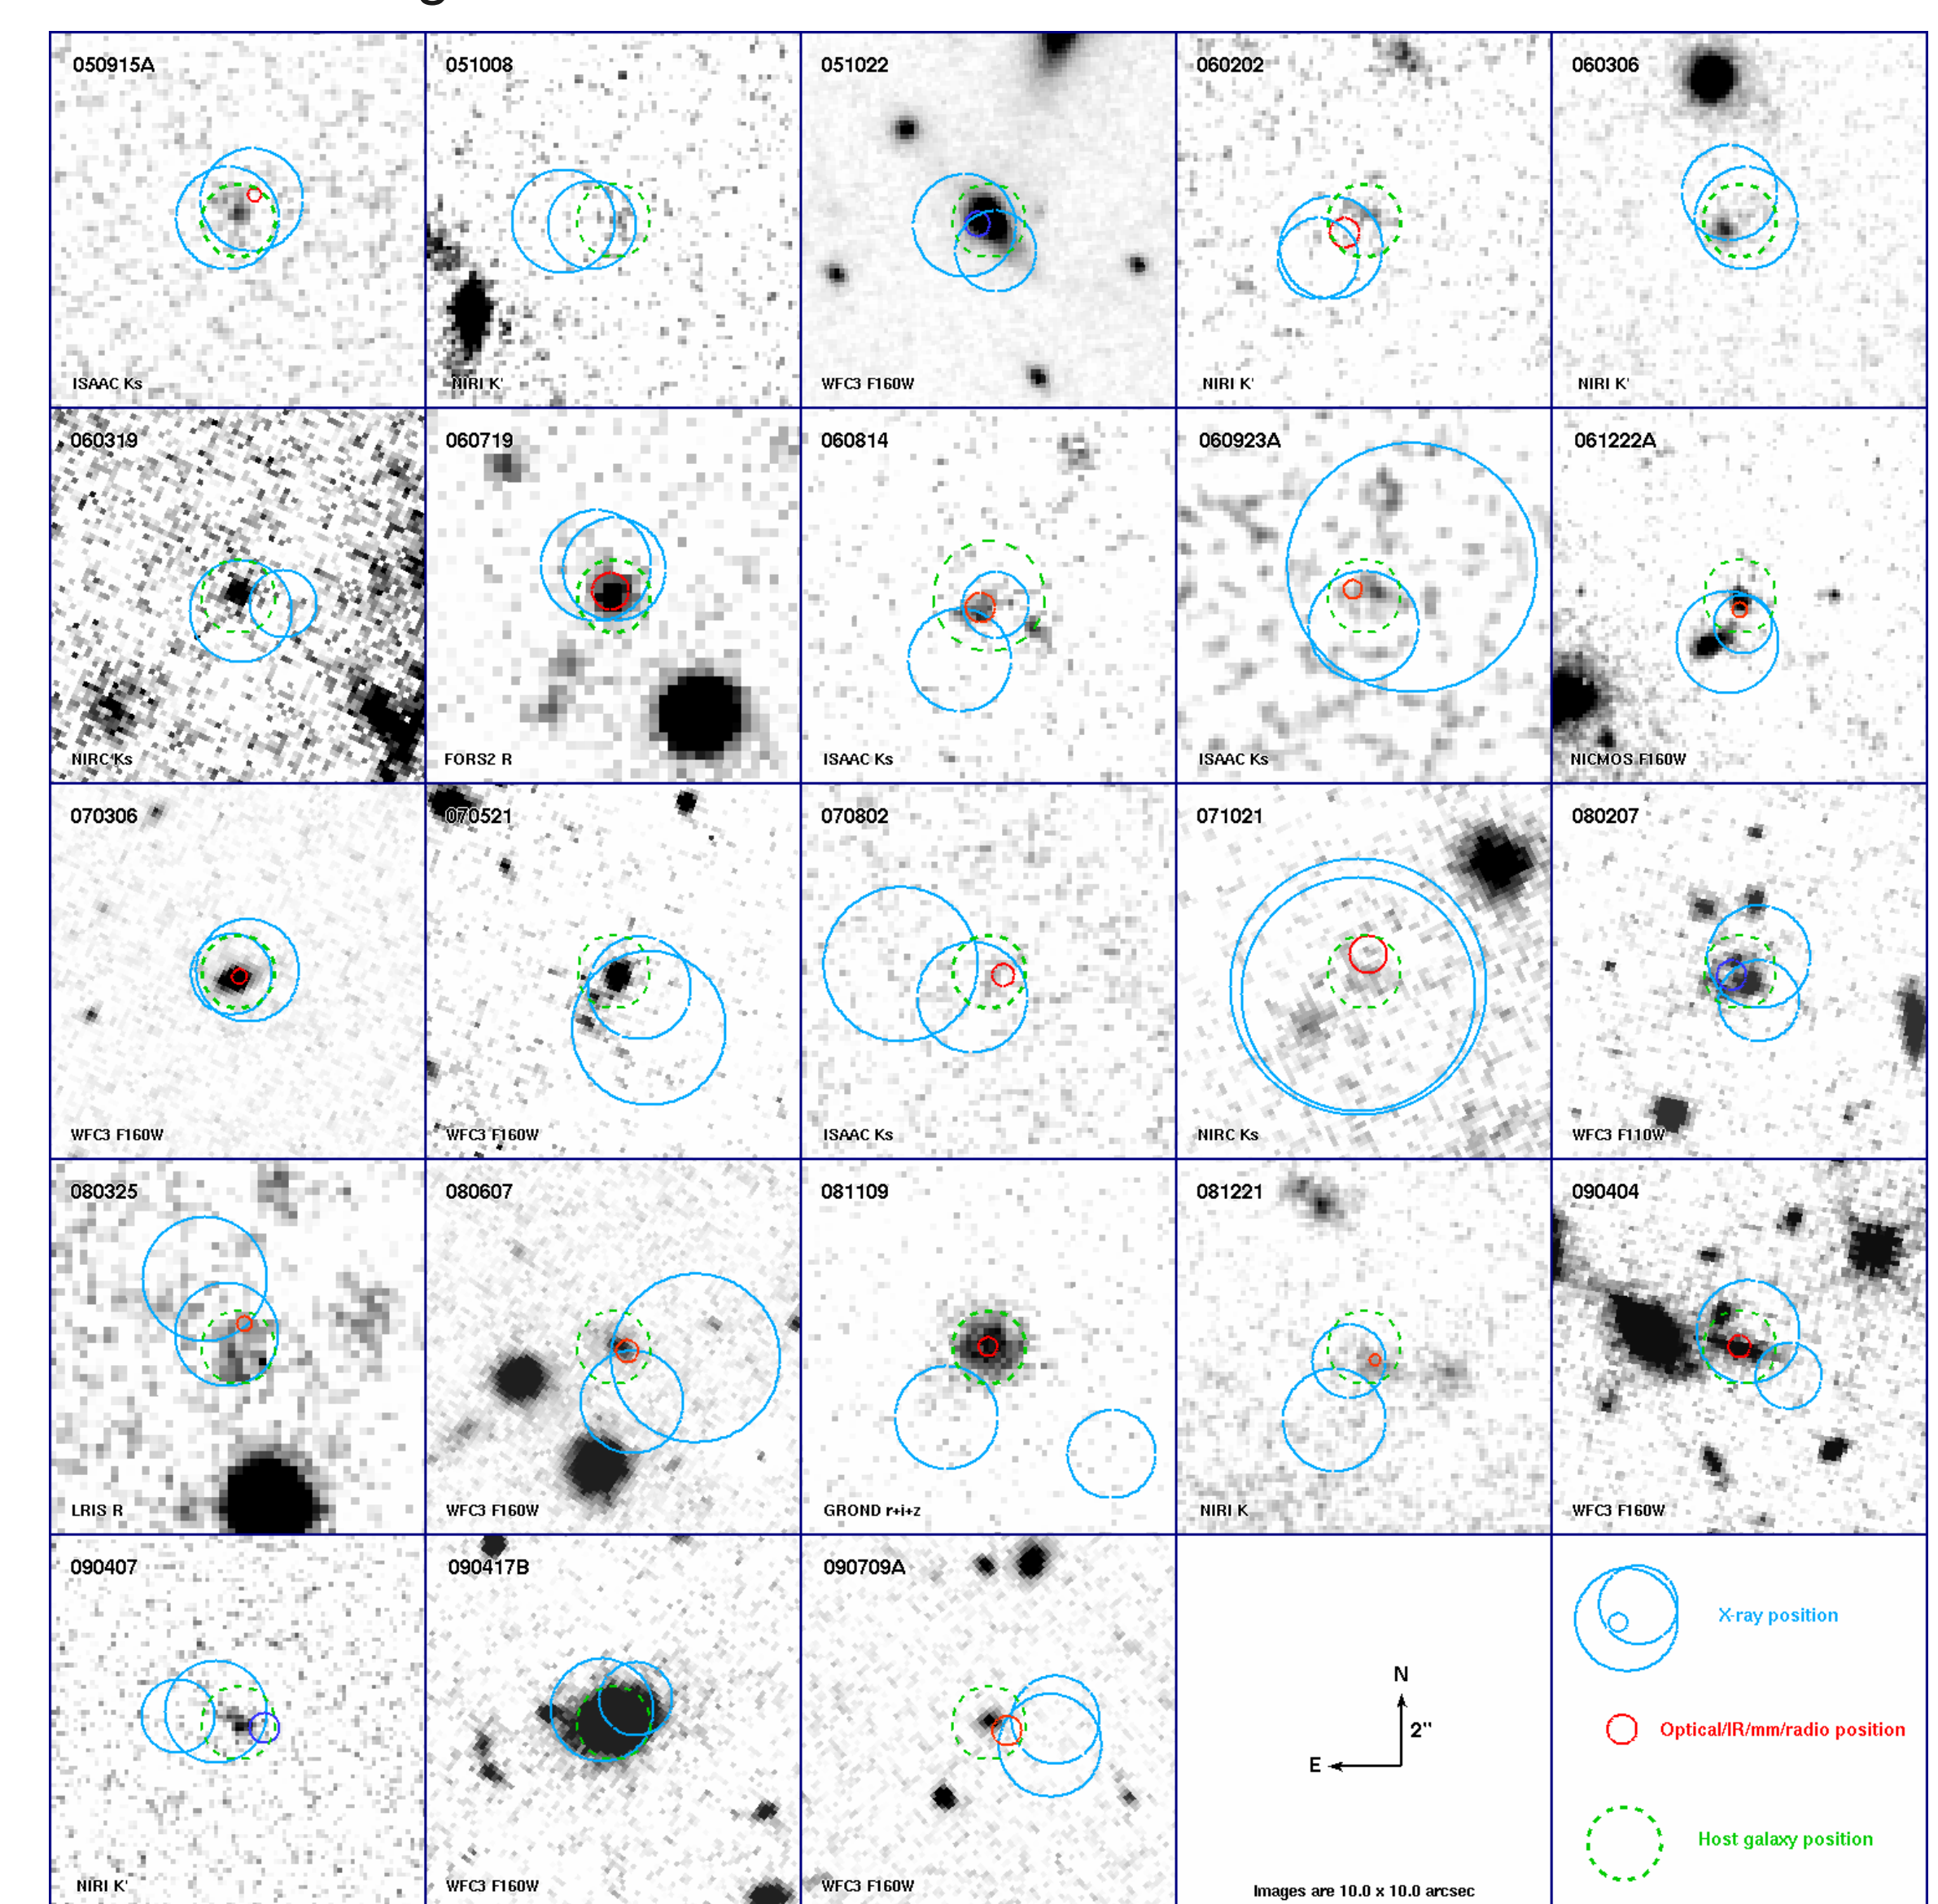 050915A 051008 051022 060202 060306
ISAAC Ks NIRI K' WFC3 F160W NIRI K' NIRI K'
060319 060719 060814 060923A 061222A
NIRC Ks FORS2 R ISAAC Ks ISAAC Ks NICMOS F160W
070306 070521 070802 071021 080207
WFC3 F160W WFC3 F160W ISAAC Ks NIRC Ks WFC3 F110W
080325 080607 081109 081221 090404
LRIS R WFC3 F160W GROND r+i+z NIRI K WFC3 F160W
090407 090417B 090709A
X-ray position
N
2"
E
Optical/IR/mm/radio position
Host galaxy position
NIRI K' WFC3 F160W WFC3 F160W Images are 10.0 x 10.0 arcsec